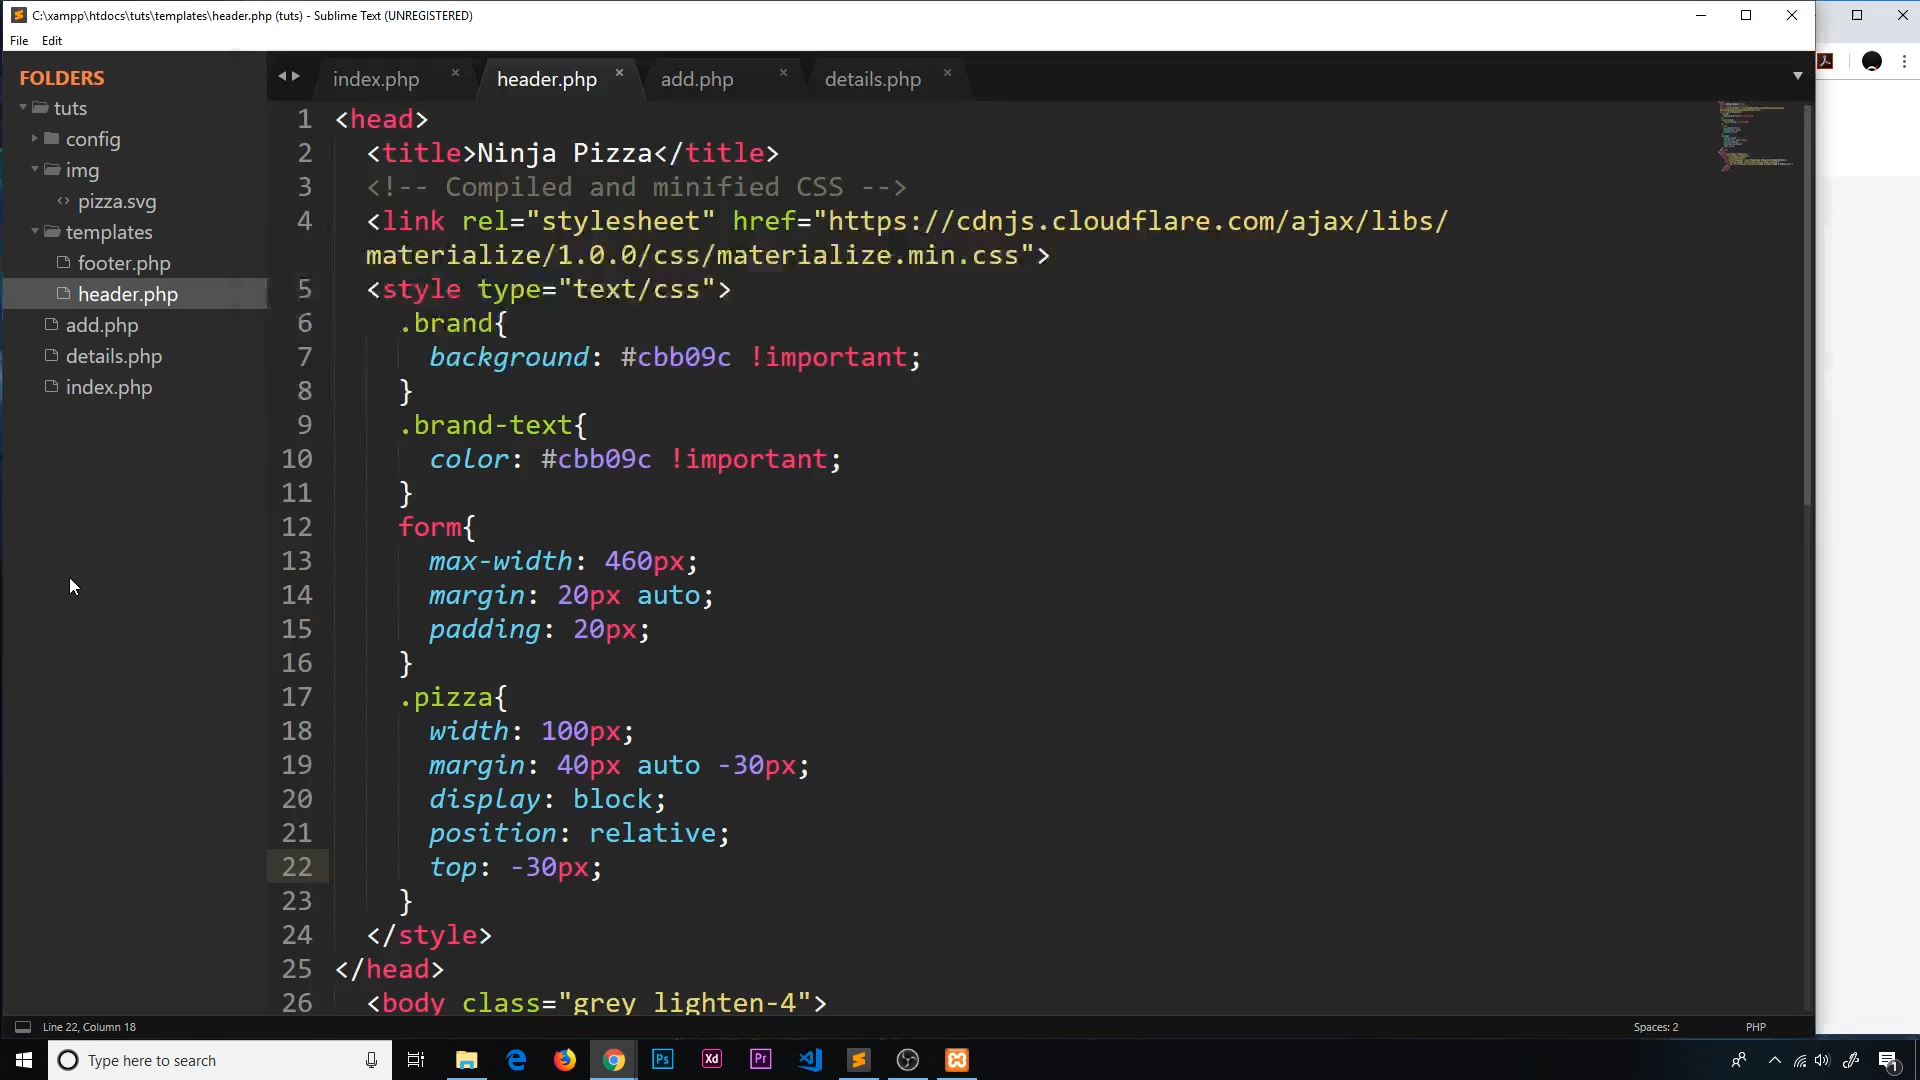 C:\xampp\htdocs\tuts\templates\header.php (tuts) - Sublime Text (UNREGISTERED)
File Edit
FOLDERS
tuts
config
img
pizza.svg
templates
footer.php
header.php
add.php
details.php
index.php
index.php header.php add.php details.php
1 <head>
2 <title>Ninja Pizza</title>
3 <!-- Compiled and minified CSS -->
4 <link rel="stylesheet" href="https://cdnjs.cloudflare.com/ajax/libs/
materialize/1.0.0/css/materialize.min.css">
5 <style type="text/css">
6 .brand{
7 background: #cbb09c !important;
8 }
9 .brand-text{
10 color: #cbb09c !important;
11 }
12 form{
13 max-width: 460px;
14 margin: 20px auto;
15 padding: 20px;
16 }
17 .pizza{
18 width: 100px;
19 margin: 40px auto -30px;
20 display: block;
21 position: relative;
22 top: -30px;
23 }
24 </style>
25 </head>
26 <body class="grey lighten-4">
Line 22, Column 18
Spaces: 2 PHP
Type here to search
Ps Xd Pr
1